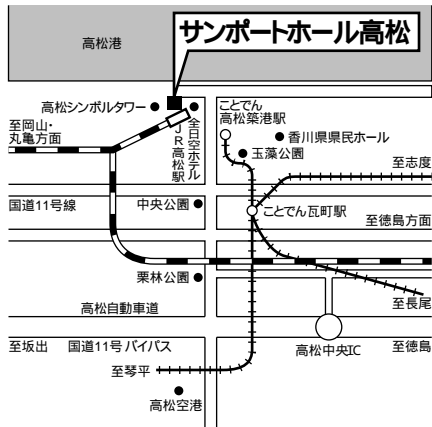 高松港
サンポートホール高松
高松シンボルタワー
全日空ホテル
JR高松駅
ことでん
高松築港駅
香川県県民ホール
玉藻公園
至岡山・
丸亀方面
至志度
国道11号線
中央公園
ことでん瓦町駅
至徳島方面
栗林公園
高松自動車道
至長尾
至坂出
国道11号バイパス
高松中央IC
至徳島
至琴平
高松空港